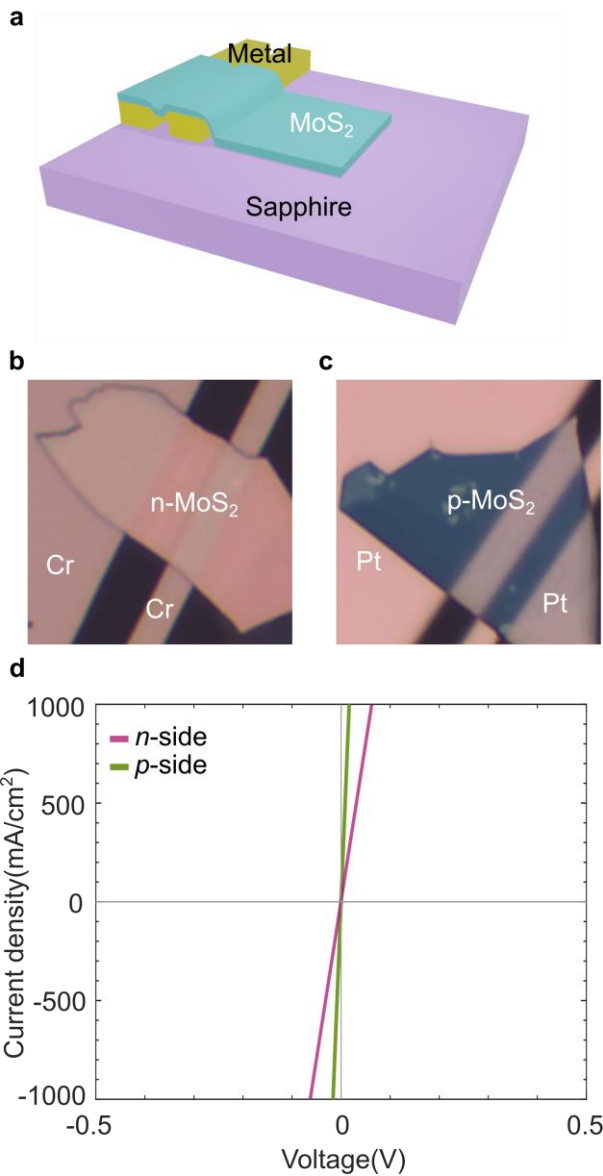 a
Metal
MoS₂
Sapphire
b
n-MoS₂
Cr
Cr
c
p-MoS₂
Pt
Pt
d
1000
500
0
-500
-1000
Current density(mA/cm²)
n-side
p-side
-0.5
0
0.5
Voltage(V)